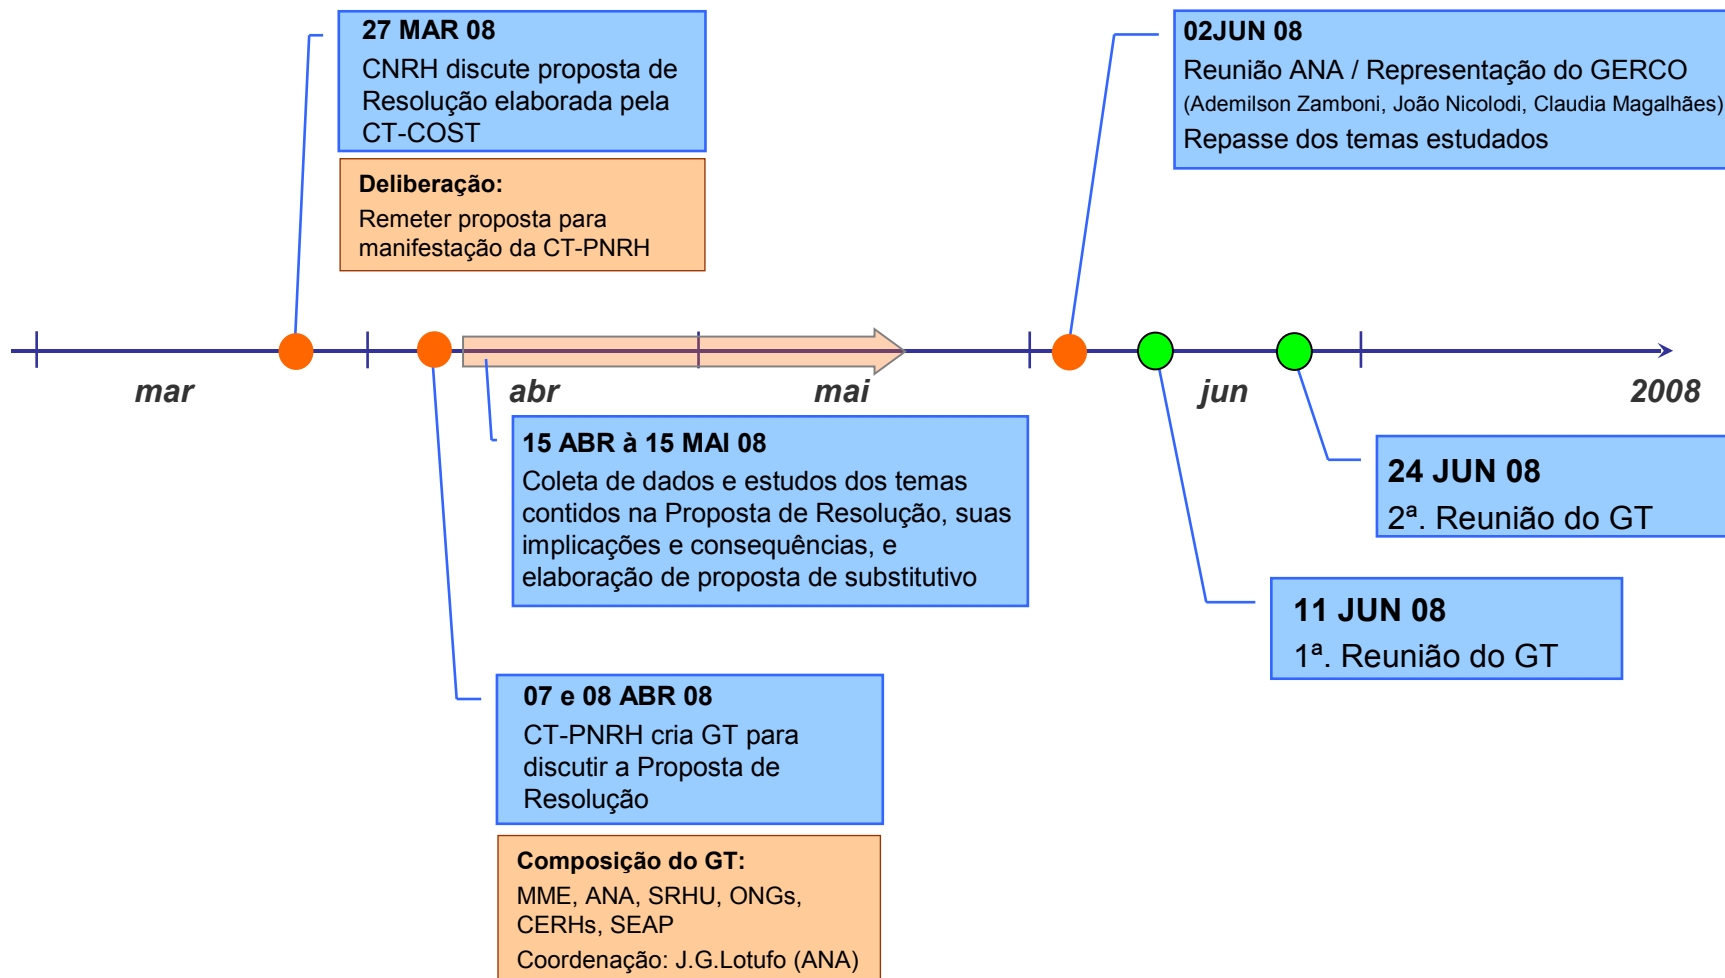 27 MAR 08
CNRH discute proposta de
Resolução elaborada pela
CT-COST
Deliberação:
Remeter proposta para
manifestação da CT-PNRH
02JUN 08
Reunião ANA / Representação do GERCO
(Ademilson Zamboni, João Nicolodi, Claudia Magalhães)
Repasse dos temas estudados
mar
abr
mai
jun
2008
15 ABR à 15 MAI 08
Coleta de dados e estudos dos temas
contidos na Proposta de Resolução, suas
implicações e consequências, e
elaboração de proposta de substitutivo
24 JUN 08
2ª. Reunião do GT
11 JUN 08
1ª. Reunião do GT
07 e 08 ABR 08
CT-PNRH cria GT para
discutir a Proposta de
Resolução
Composição do GT:
MME, ANA, SRHU, ONGs,
CERHs, SEAP
Coordenação: J.G.Lotufo (ANA)